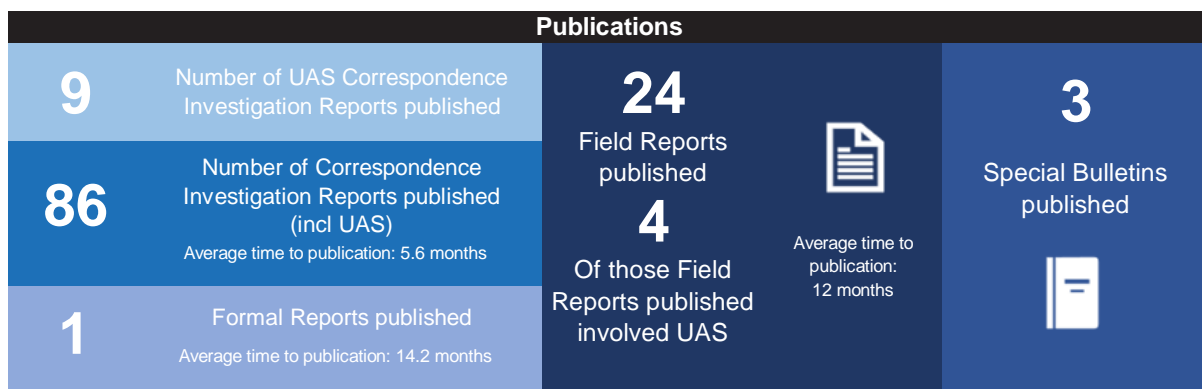 Publications
9
Number of UAS Correspondence
Investigation Reports published
86
Number of Correspondence
Investigation Reports published
(incl UAS)
Average time to publication: 5.6 months
1
Formal Reports published
Average time to publication: 14.2 months
24
Field Reports
published
4
Of those Field
Reports published
involved UAS
Average time to
publication:
12 months
3
Special Bulletins
published